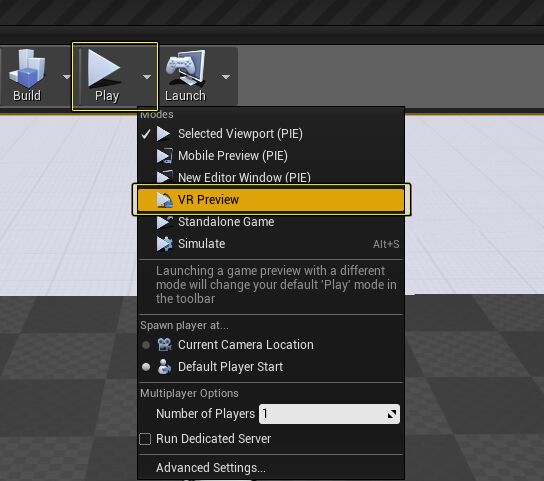 Build
Play
Launch
Modes
Selected Viewport (PIE)
Mobile Preview (PIE)
New Editor Window (PIE)
VR Preview
Standalone Game
Simulate Alt+S
Launching a game preview with a different
mode will change your default 'Play' mode in
the toolbar
Spawn player at...
Current Camera Location
Default Player Start
Multiplayer Options
Number of Players 1
Run Dedicated Server
Advanced Settings...